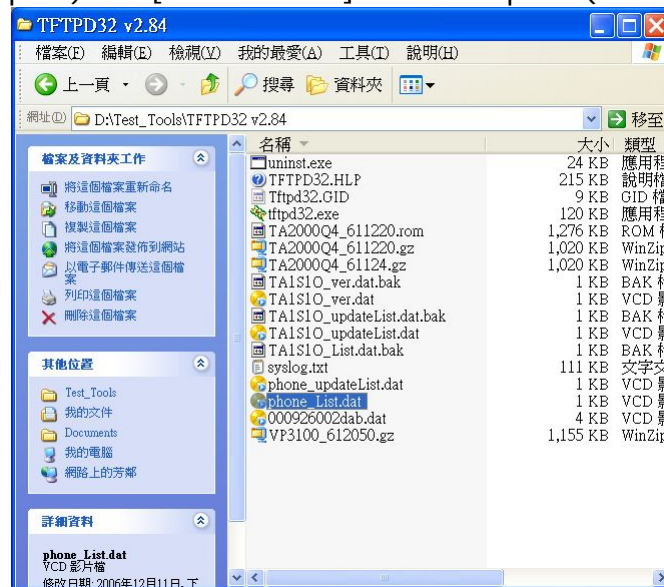 TFTPD32 v2.84
檔案(F) 編輯(E) 檢視(V) 我的最愛(A) 工具(T) 說明(H)
上一頁 搜尋 資料夾
網址(D) D:\Test_Tools\TFTPD32 v2.84 移至
檔案及資料夾工作
將這個檔案重新命名
移動這個檔案
複製這個檔案
將這個檔案發佈到網站
以電子郵件傳送這個檔
案
列印這個檔案
刪除這個檔案
其他位置
Test_Tools
我的文件
Documents
我的電腦
網路上的芳鄰
詳細資料
phone_List.dat
VCD 影片檔
修改日期: 2006年12月11日, 下
名稱 大小 類型
uninst.exe 24 KB 應用程
TFTPD32.HLP 215 KB 說明檔
Tftpd32.GID 9 KB GID 檔
tftpd32.exe 120 KB 應用程
TA2000Q4_611220.rom 1,276 KB ROM 檔
TA2000Q4_611220.gz 1,020 KB WinZip
TA2000Q4_61124.gz 1,020 KB WinZip
TA1S1O_ver.dat.bak 1 KB BAK 檔
TA1S1O_ver.dat 1 KB VCD 影
TA1S1O_updateList.dat.bak 1 KB BAK 檔
TA1S1O_updateList.dat 1 KB VCD 影
TA1S1O_List.dat.bak 1 KB BAK 檔
syslog.txt 111 KB 文字文
phone_updateList.dat 1 KB VCD 影
phone_List.dat 1 KB VCD 影
000926002dab.dat 4 KB VCD 影
VP3100_612050.gz 1,155 KB WinZip